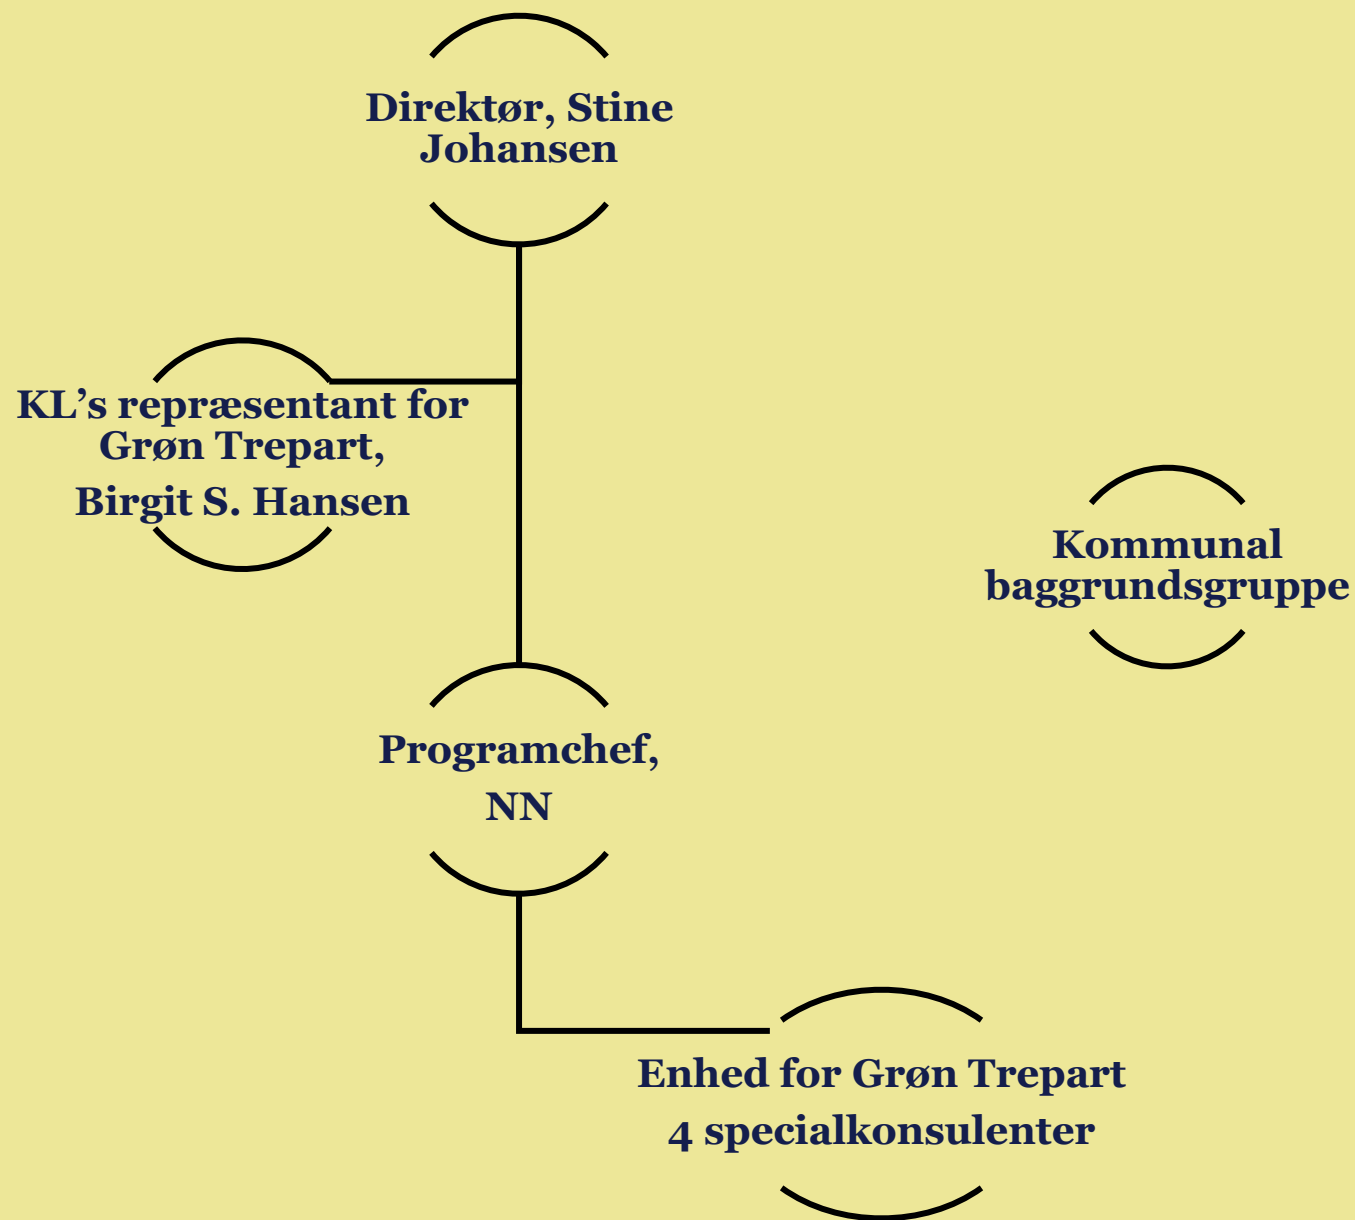 Direktør, Stine
Johansen
KL’s repræsentant for
Grøn Trepart,
Birgit S. Hansen
Kommunal
baggrundsgruppe
Programchef,
NN
Enhed for Grøn Trepart
4 specialkonsulenter